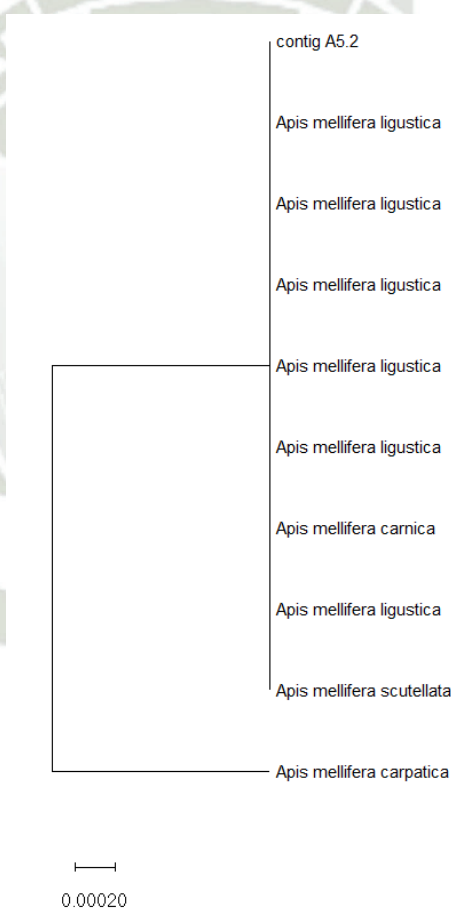 contig A5.2
Apis mellifera ligustica
Apis mellifera ligustica
Apis mellifera ligustica
Apis mellifera ligustica
Apis mellifera ligustica
Apis mellifera carnica
Apis mellifera ligustica
Apis mellifera scutellata
Apis mellifera carpatica
0.00020